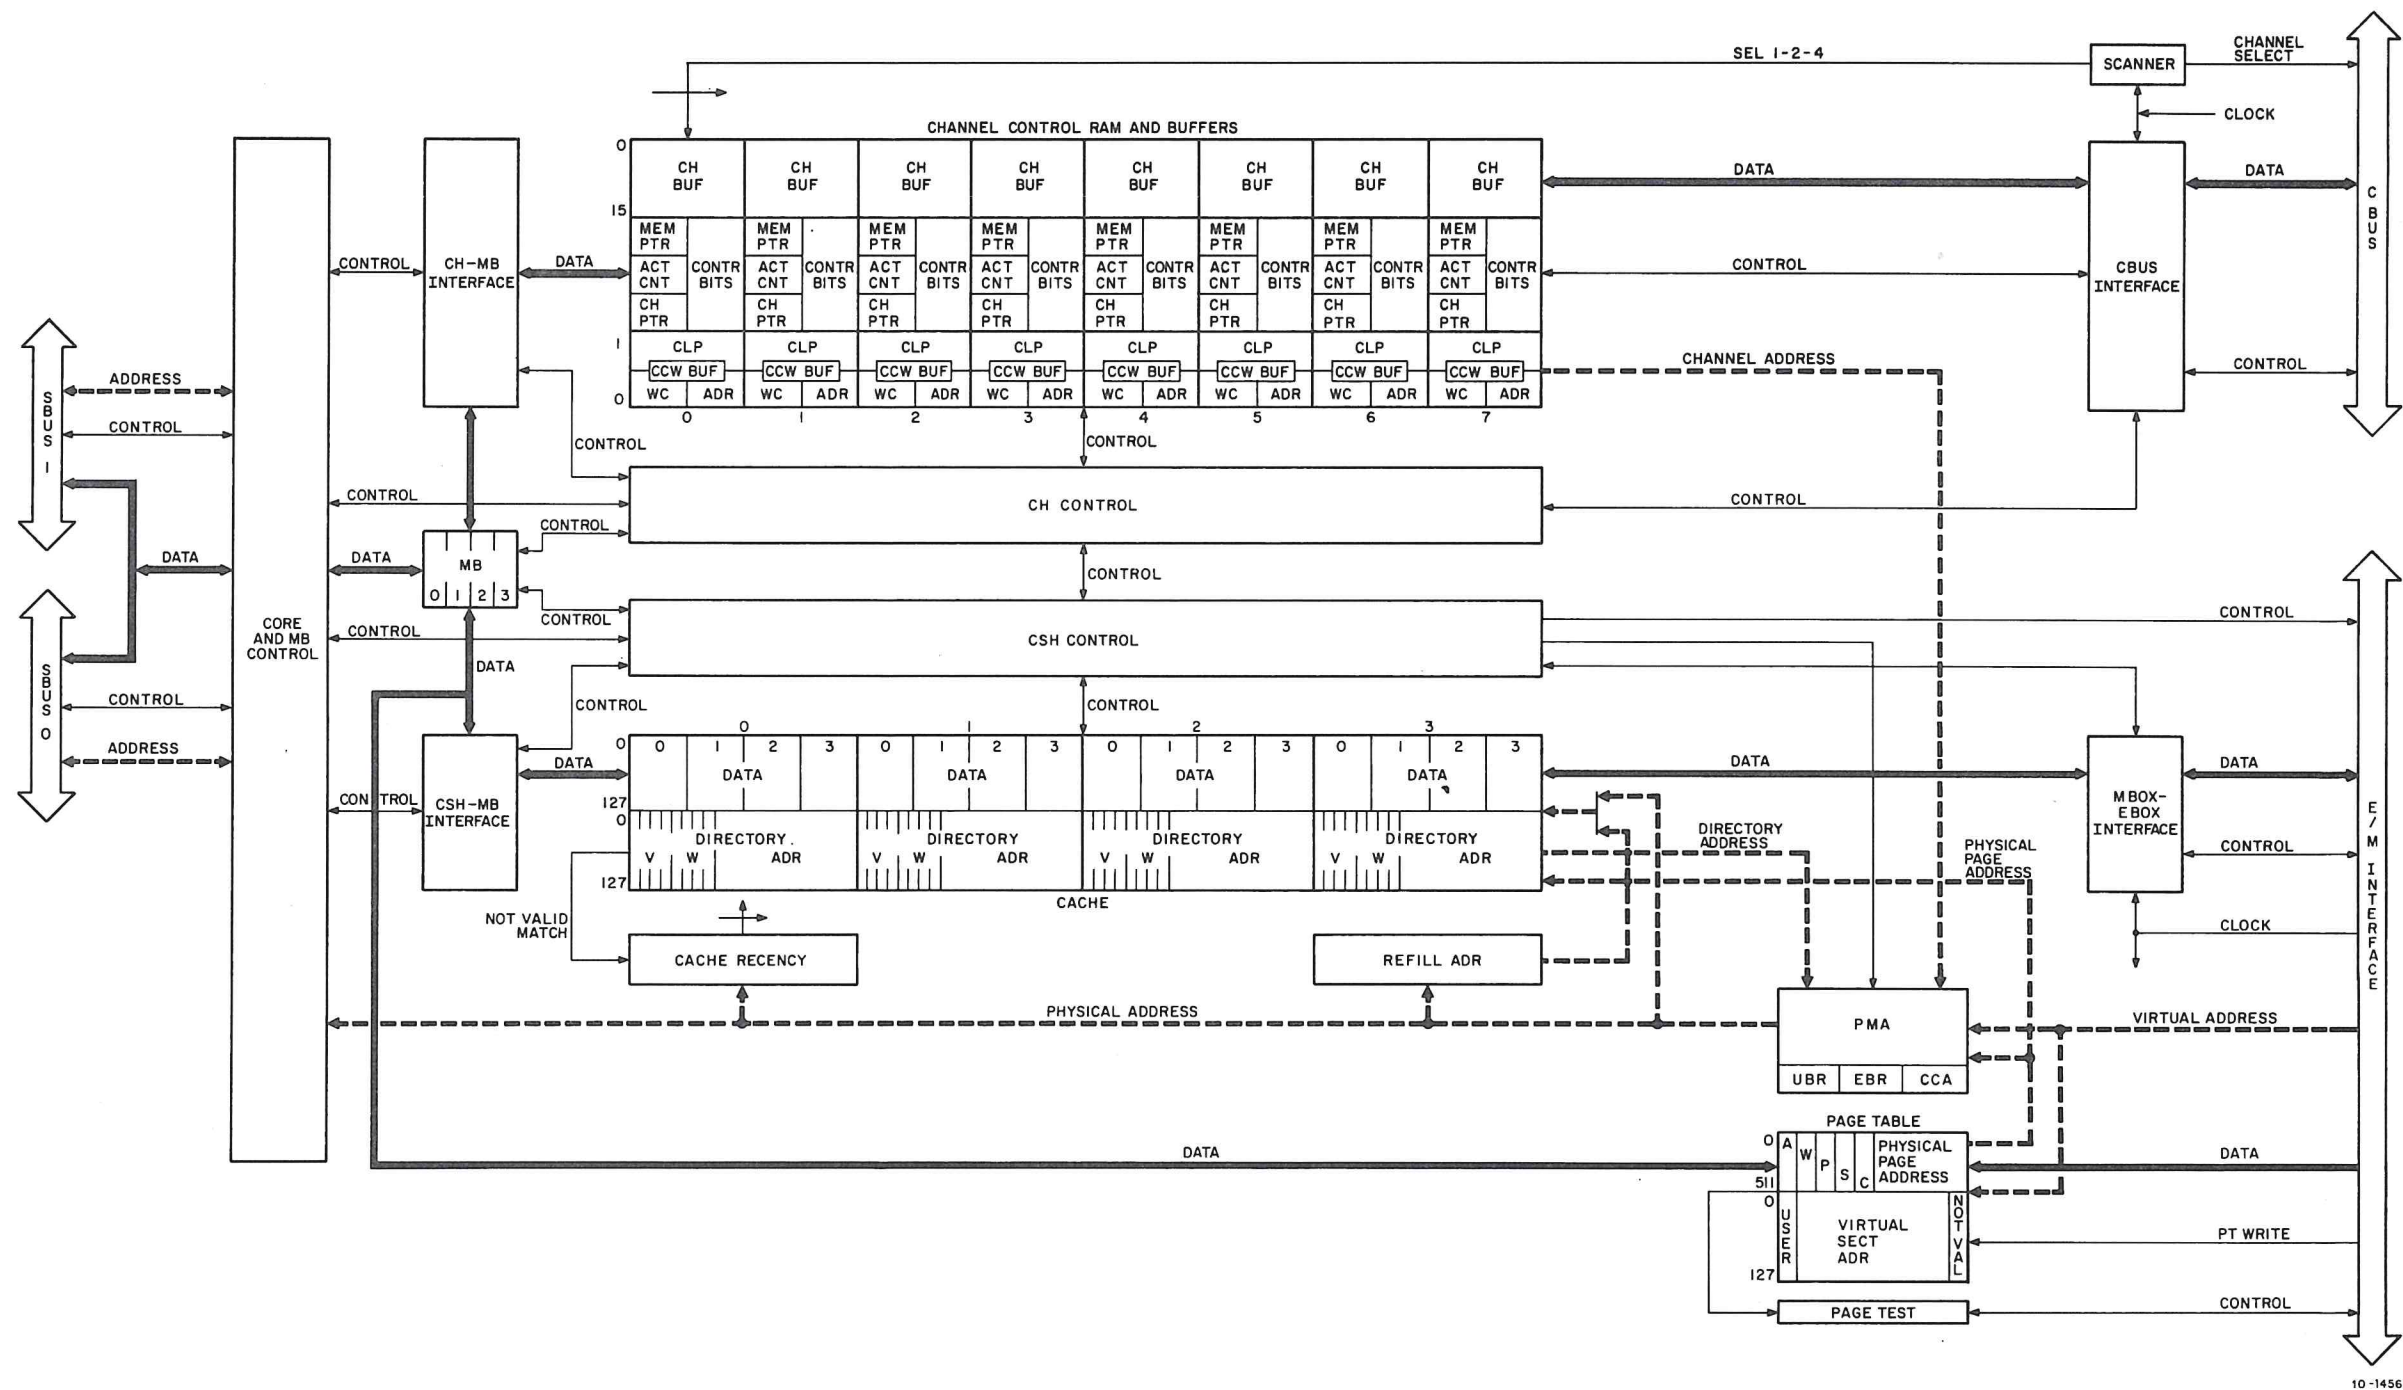 SEL 1-2-4
SCANNER
CHANNEL
SELECT
CLOCK
CHANNEL CONTROL RAM AND BUFFERS
0
CH
BUF
CH
BUF
CH
BUF
CH
BUF
CH
BUF
CH
BUF
CH
BUF
CH
BUF
15
MEM
PTR
ACT
CNT
CH
PTR
CONTR
BITS
MEM
PTR
ACT
CNT
CH
PTR
CONTR
BITS
MEM
PTR
ACT
CNT
CH
PTR
CONTR
BITS
MEM
PTR
ACT
CNT
CH
PTR
CONTR
BITS
MEM
PTR
ACT
CNT
CH
PTR
CONTR
BITS
MEM
PTR
ACT
CNT
CH
PTR
CONTR
BITS
MEM
PTR
ACT
CNT
CH
PTR
CONTR
BITS
MEM
PTR
ACT
CNT
CH
PTR
CONTR
BITS
1
CLP CLP CLP CLP CLP CLP CLP CLP
CCW BUF CCW BUF CCW BUF CCW BUF CCW BUF CCW BUF CCW BUF CCW BUF
WC ADR WC ADR WC ADR WC ADR WC ADR WC ADR WC ADR WC ADR
0
0 1 2 3 4 5 6 7
DATA
CONTROL
CHANNEL ADDRESS
CBUS
INTERFACE
DATA
CONTROL
C BUS
CONTROL
CH-MB
INTERFACE
DATA
CONTROL
CONTROL
SBUS 1
ADDRESS
CONTROL
DATA
SBUS 0
CONTROL
ADDRESS
CORE
AND MB
CONTROL
CONTROL
CH CONTROL
CONTROL
CONTROL
DATA
MB
0 1 2 3
CONTROL
CONTROL
CONTROL
CSH CONTROL
CONTROL
DATA
CONTROL
CONTROL
CONTROL
CSH-MB
INTERFACE
DATA
0 1 2 3
0
0 1 2 3 0 1 2 3 0 1 2 3 0 1 2 3
DATA DATA DATA DATA
127
0
DIRECTORY DIRECTORY DIRECTORY DIRECTORY
V W ADR V W ADR V W ADR V W ADR
127
CACHE
NOT VALID
MATCH
CACHE RECENCY
REFILL ADR
DATA
DIRECTORY
ADDRESS
PHYSICAL
PAGE
ADDRESS
MBOX-
EBOX
INTERFACE
DATA
CONTROL
CLOCK
E/M INTERFACE
PHYSICAL ADDRESS
PMA
UBR EBR CCA
VIRTUAL ADDRESS
DATA
PAGE TABLE
0
A W P S C
PHYSICAL
PAGE
ADDRESS
511
0
USER
VIRTUAL
SECT
ADR
NOT VAL
127
PAGE TEST
DATA
PT WRITE
CONTROL
10-1456